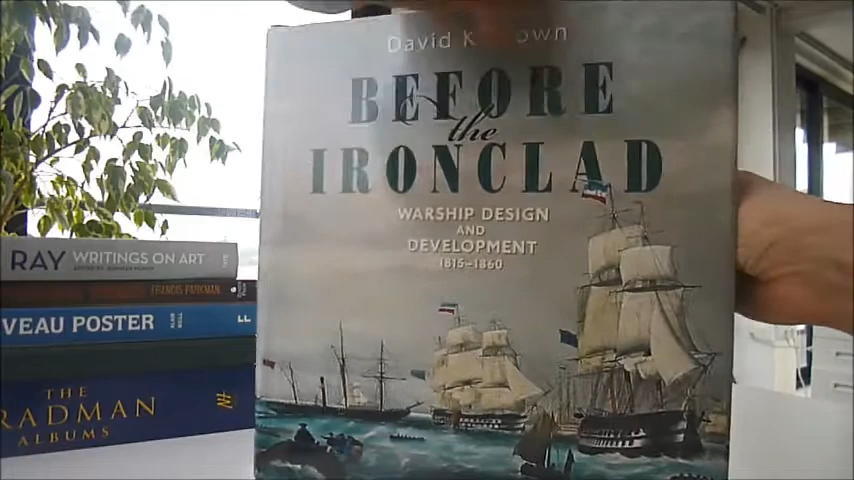 David K
BEFORE
the
IRONCLAD
WARSHIP DESIGN
AND
DEVELOPMENT
1815-1860
RAY WRITINGS ON ART
FRANCIS PARKMAN
VEAU POSTER
THE
RADMAN
ALBUMS